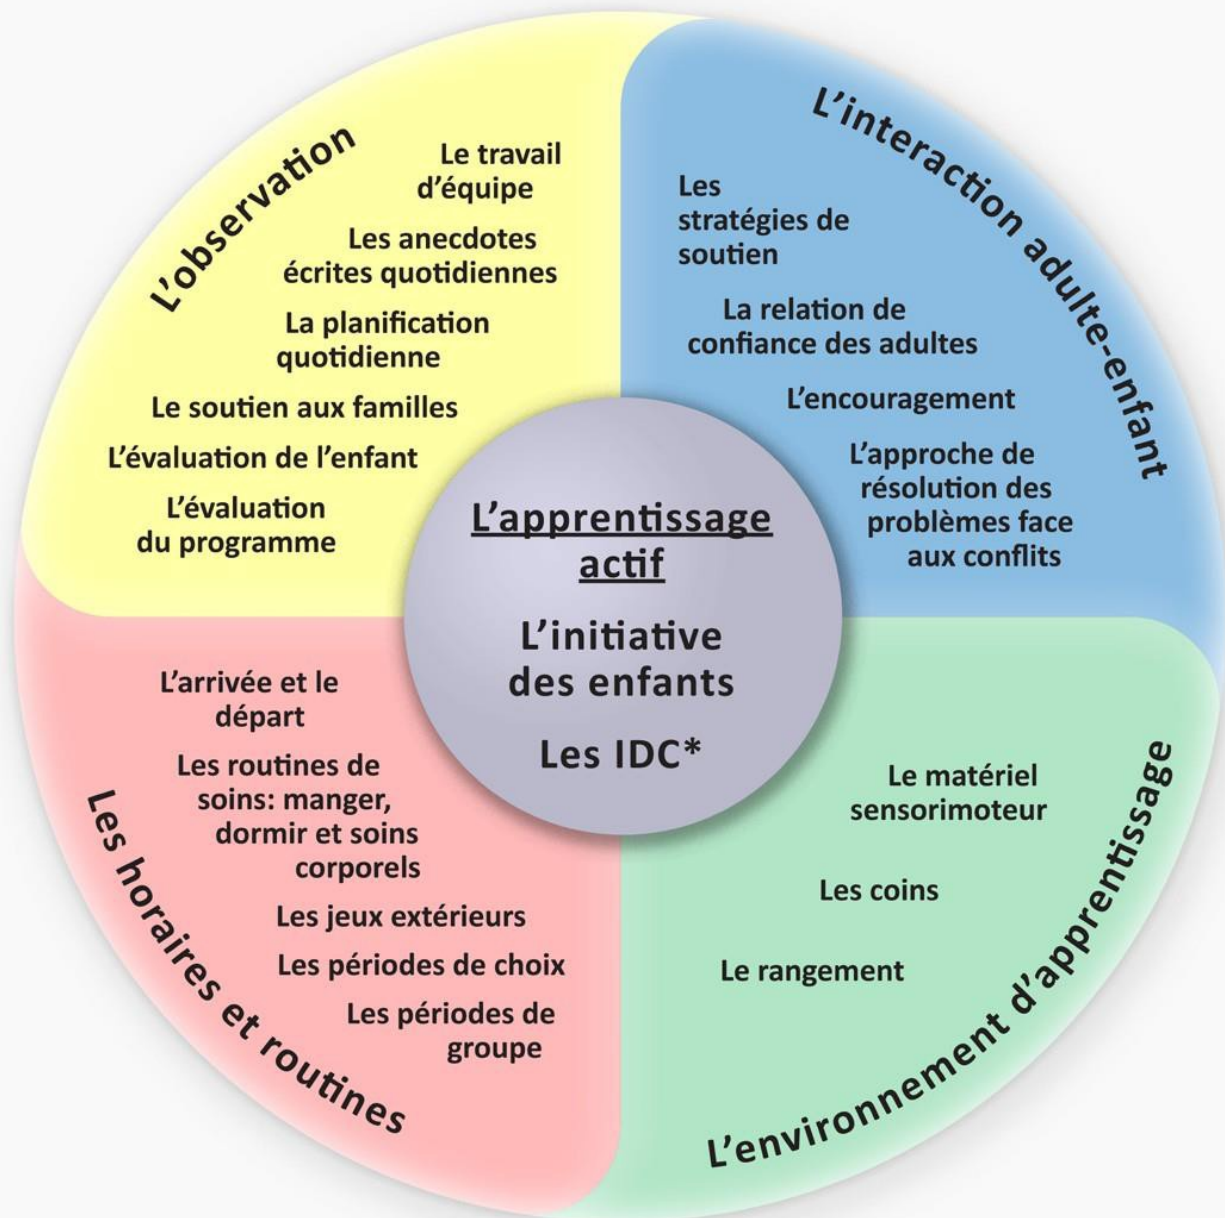 L'observation
Le travail
d'équipe
Les anecdotes
écrites quotidiennes
La planification
quotidienne
Le soutien aux familles
L'évaluation de l'enfant
L'évaluation
du programme
L'interaction adulte-enfant
Les
stratégies de
soutien
La relation de
confiance des adultes
L'encouragement
L'approche de
résolution des
problèmes face
aux conflits
L'apprentissage
actif
L'initiative
des enfants
Les IDC*
Les horaires et routines
L'arrivée et le
départ
Les routines de
soins: manger,
dormir et soins
corporels
Les jeux extérieurs
Les périodes de choix
Les périodes de
groupe
L'environnement d'apprentissage
Le matériel
sensorimoteur
Les coins
Le rangement